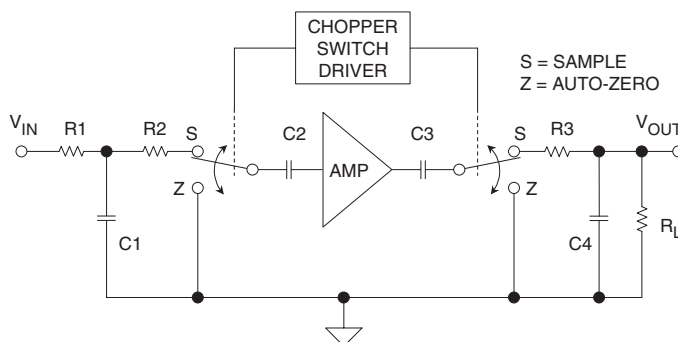 CHOPPER
SWITCH
DRIVER
S = SAMPLE
Z = AUTO-ZERO
VIN
R1
R2
S
C2
C3
S
R3
VOUT
AMP
Z
Z
C1
C4
RL